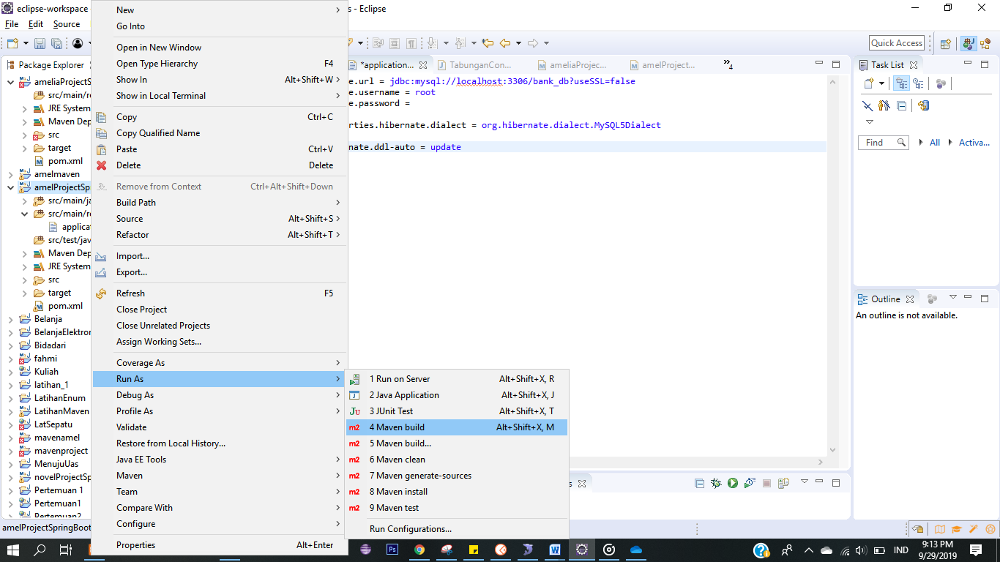 eclipse-workspace
s - Eclipse
File Edit Source
Quick Access
Package Explorer
ameliaProjectS
src/main/re
JRE System
Maven Dep
src
target
pom.xml
amelmaven
amelProjectSp
src/main/ja
src/main/re
applica
src/test/jav
Maven Dep
JRE System
src
target
pom.xml
Belanja
BelanjaElektron
Bidadari
fahmi
Kuliah
latihan_1
LatihanEnum
LatihanMaven
LatSepatu
mavenamel
mavenproject
MenujuUas
novelProjectSp
Pertemuan 1
Pertemuan1
Pertemuan2
amelProjectSpringBoot
New
Go Into
Open in New Window
Open Type Hierarchy F4
Show In Alt+Shift+W
Show in Local Terminal
Copy Ctrl+C
Copy Qualified Name
Paste Ctrl+V
Delete Delete
Remove from Context Ctrl+Alt+Shift+Down
Build Path
Source Alt+Shift+S
Refactor Alt+Shift+T
Import...
Export...
Refresh F5
Close Project
Close Unrelated Projects
Assign Working Sets...
Coverage As
Run As
Debug As
Profile As
Validate
Restore from Local History...
Java EE Tools
Maven
Team
Compare With
Configure
Properties Alt+Enter
1 Run on Server Alt+Shift+X, R
2 Java Application Alt+Shift+X, J
3 JUnit Test Alt+Shift+X, T
4 Maven build Alt+Shift+X, M
5 Maven build...
6 Maven clean
7 Maven generate-sources
8 Maven install
9 Maven test
Run Configurations...
*application... TabunganCon... ameliaProjec... amelProject... »4
e.url = jdbc:mysql://localhost:3306/bank_db?useSSL=false
e.username = root
e.password =
erties.hibernate.dialect = org.hibernate.dialect.MySQL5Dialect
nate.ddl-auto = update
s
Task List
Find All Activa...
Outline
An outline is not available.
IND
9:13 PM
9/29/2019